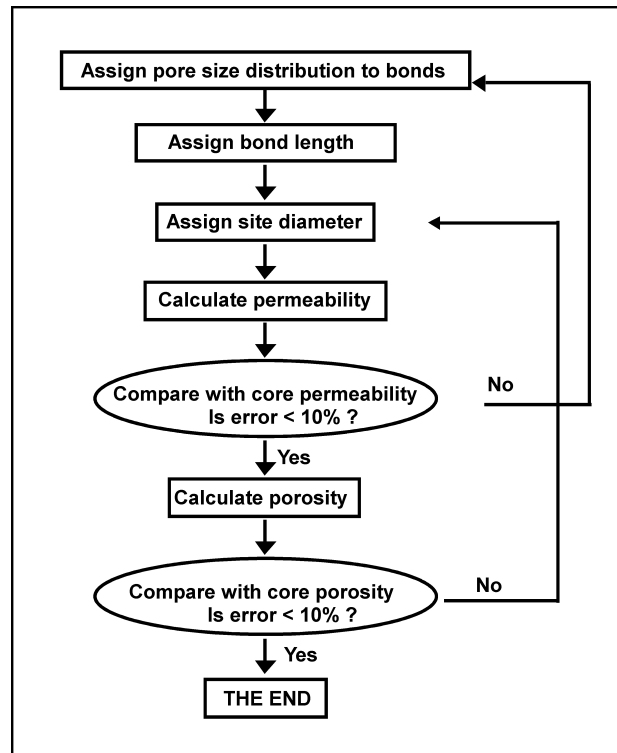 Assign pore size distribution to bonds
Assign bond length
Assign site diameter
Calculate permeability
Compare with core permeability
Is error < 10% ?
No
Yes
Calculate porosity
Compare with core porosity
Is error < 10% ?
No
Yes
THE END